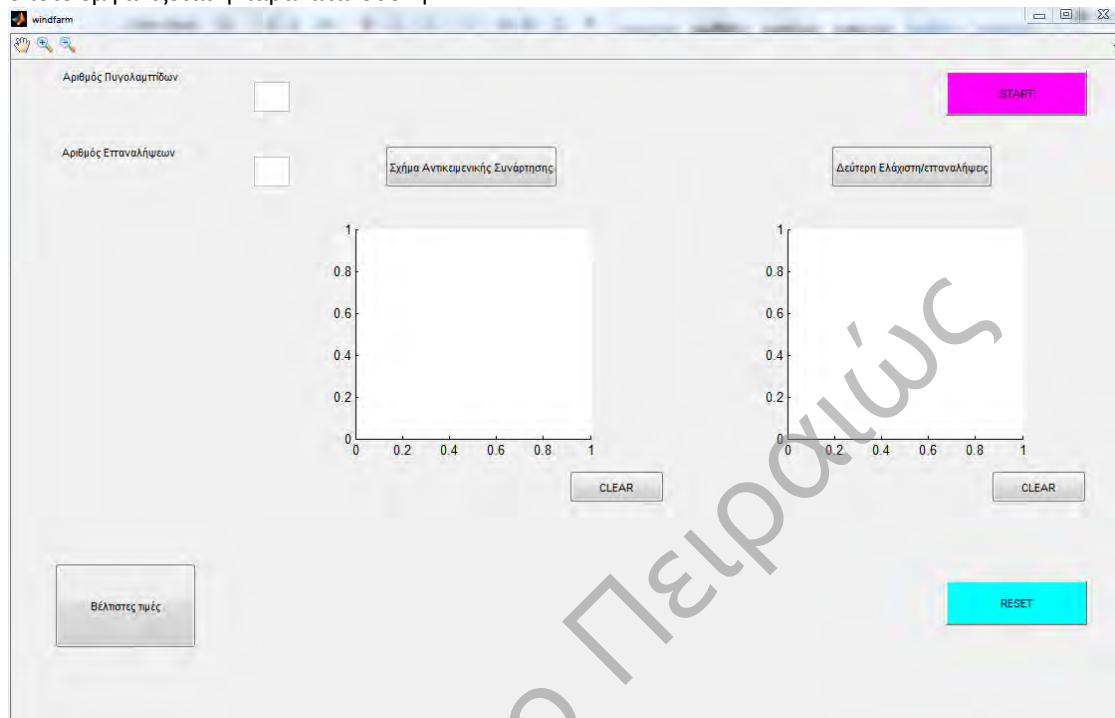 windfarm
Αριθμός Πυγολαμπίδων
START
Αριθμός Επαναλήψεων
Σχήμα Αντικειμενικής Συνάρτησης
Δεύτερη Ελάχιστη/επαναλήψεις
1
0.8
0.6
0.4
0.2
0
0 0.2 0.4 0.6 0.8 1
1
0.8
0.6
0.4
0.2
0
0 0.2 0.4 0.6 0.8 1
CLEAR
CLEAR
Βέλτιστες τιμές
RESET
Πειραιώς